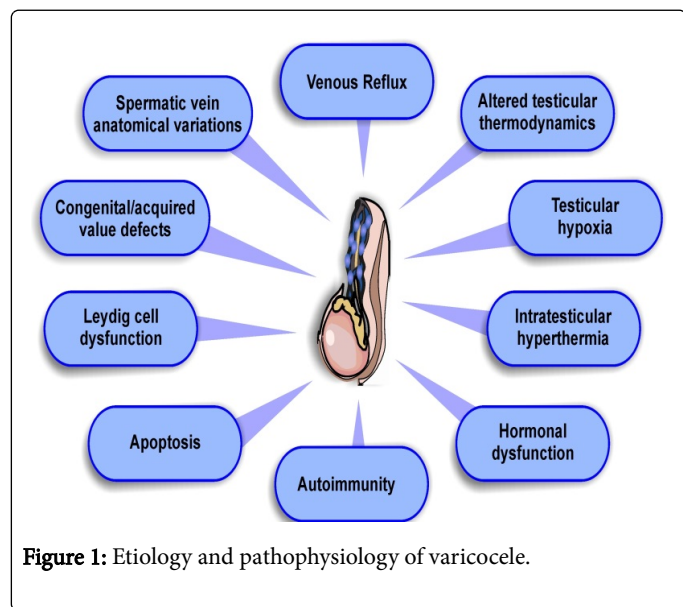 Venous Reflux
Spermatic vein
anatomical variations
Altered testicular
thermodynamics
Congenital/acquired
value defects
Testicular
hypoxia
Leydig cell
dysfunction
Intratesticular
hyperthermia
Apoptosis
Hormonal
dysfunction
Autoimmunity
Figure 1: Etiology and pathophysiology of varicocele.